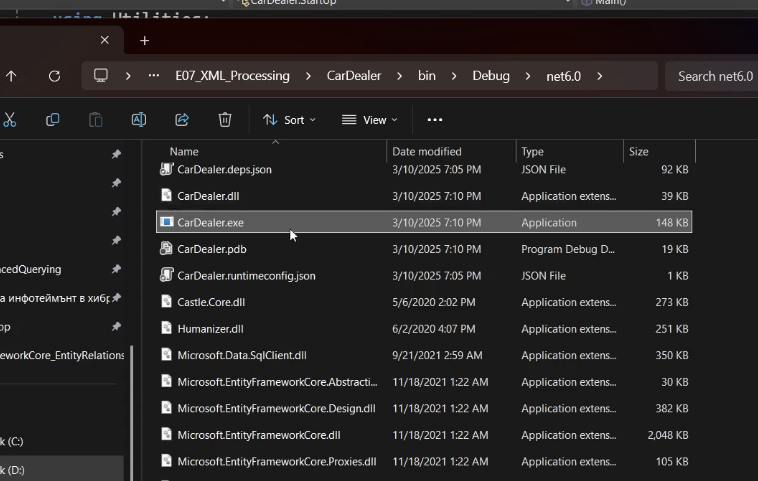 CarDealer.StartUp
Main()
using Utilities;
E07_XML_Processing > CarDealer > bin > Debug > net6.0 >
Search net6.0
Sort
View
Name Date modified Type Size
CarDealer.deps.json 3/10/2025 7:05 PM JSON File 92 KB
CarDealer.dll 3/10/2025 7:10 PM Application extens... 39 KB
CarDealer.exe 3/10/2025 7:10 PM Application 148 KB
CarDealer.pdb 3/10/2025 7:10 PM Program Debug D... 19 KB
CarDealer.runtimeconfig.json 3/10/2025 7:05 PM JSON File 1 KB
Castle.Core.dll 5/6/2020 2:02 PM Application extens... 273 KB
Humanizer.dll 6/2/2020 4:07 PM Application extens... 251 KB
Microsoft.Data.SqlClient.dll 9/21/2021 2:59 AM Application extens... 350 KB
Microsoft.EntityFrameworkCore.Abstracti... 11/18/2021 1:22 AM Application extens... 30 KB
Microsoft.EntityFrameworkCore.Design.dll 11/18/2021 1:22 AM Application extens... 382 KB
Microsoft.EntityFrameworkCore.dll 11/18/2021 1:22 AM Application extens... 2,048 KB
Microsoft.EntityFrameworkCore.Proxies.dll 11/18/2021 1:22 AM Application extens... 105 KB
s
cedQuerying
а инфотеймънт в хибр
op
eworkCore_EntityRelations
k (C:)
k (D:)